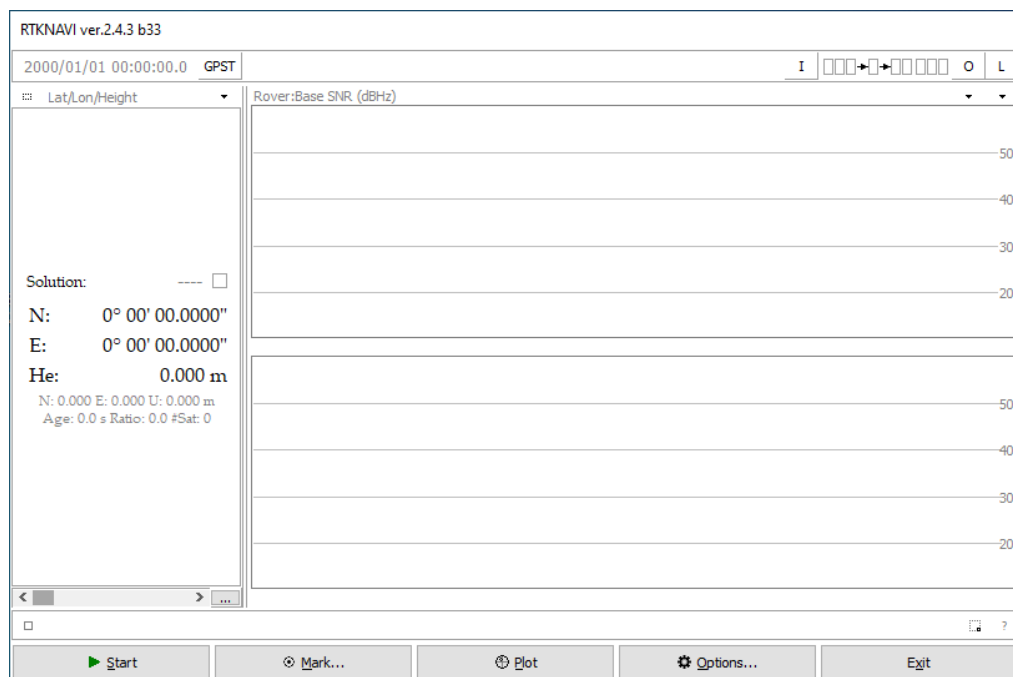 RTKNAVI ver.2.4.3 b33
2000/01/01 00:00:00.0 GPST
I O L
Lat/Lon/Height
Rover:Base SNR (dBHz)
50
40
30
20
Solution: ----
N: 0° 00' 00.0000"
E: 0° 00' 00.0000"
He: 0.000 m
N: 0.000 E: 0.000 U: 0.000 m
Age: 0.0 s Ratio: 0.0 #Sat: 0
50
40
30
20
...
?
Start
Mark...
Plot
Options...
Exit